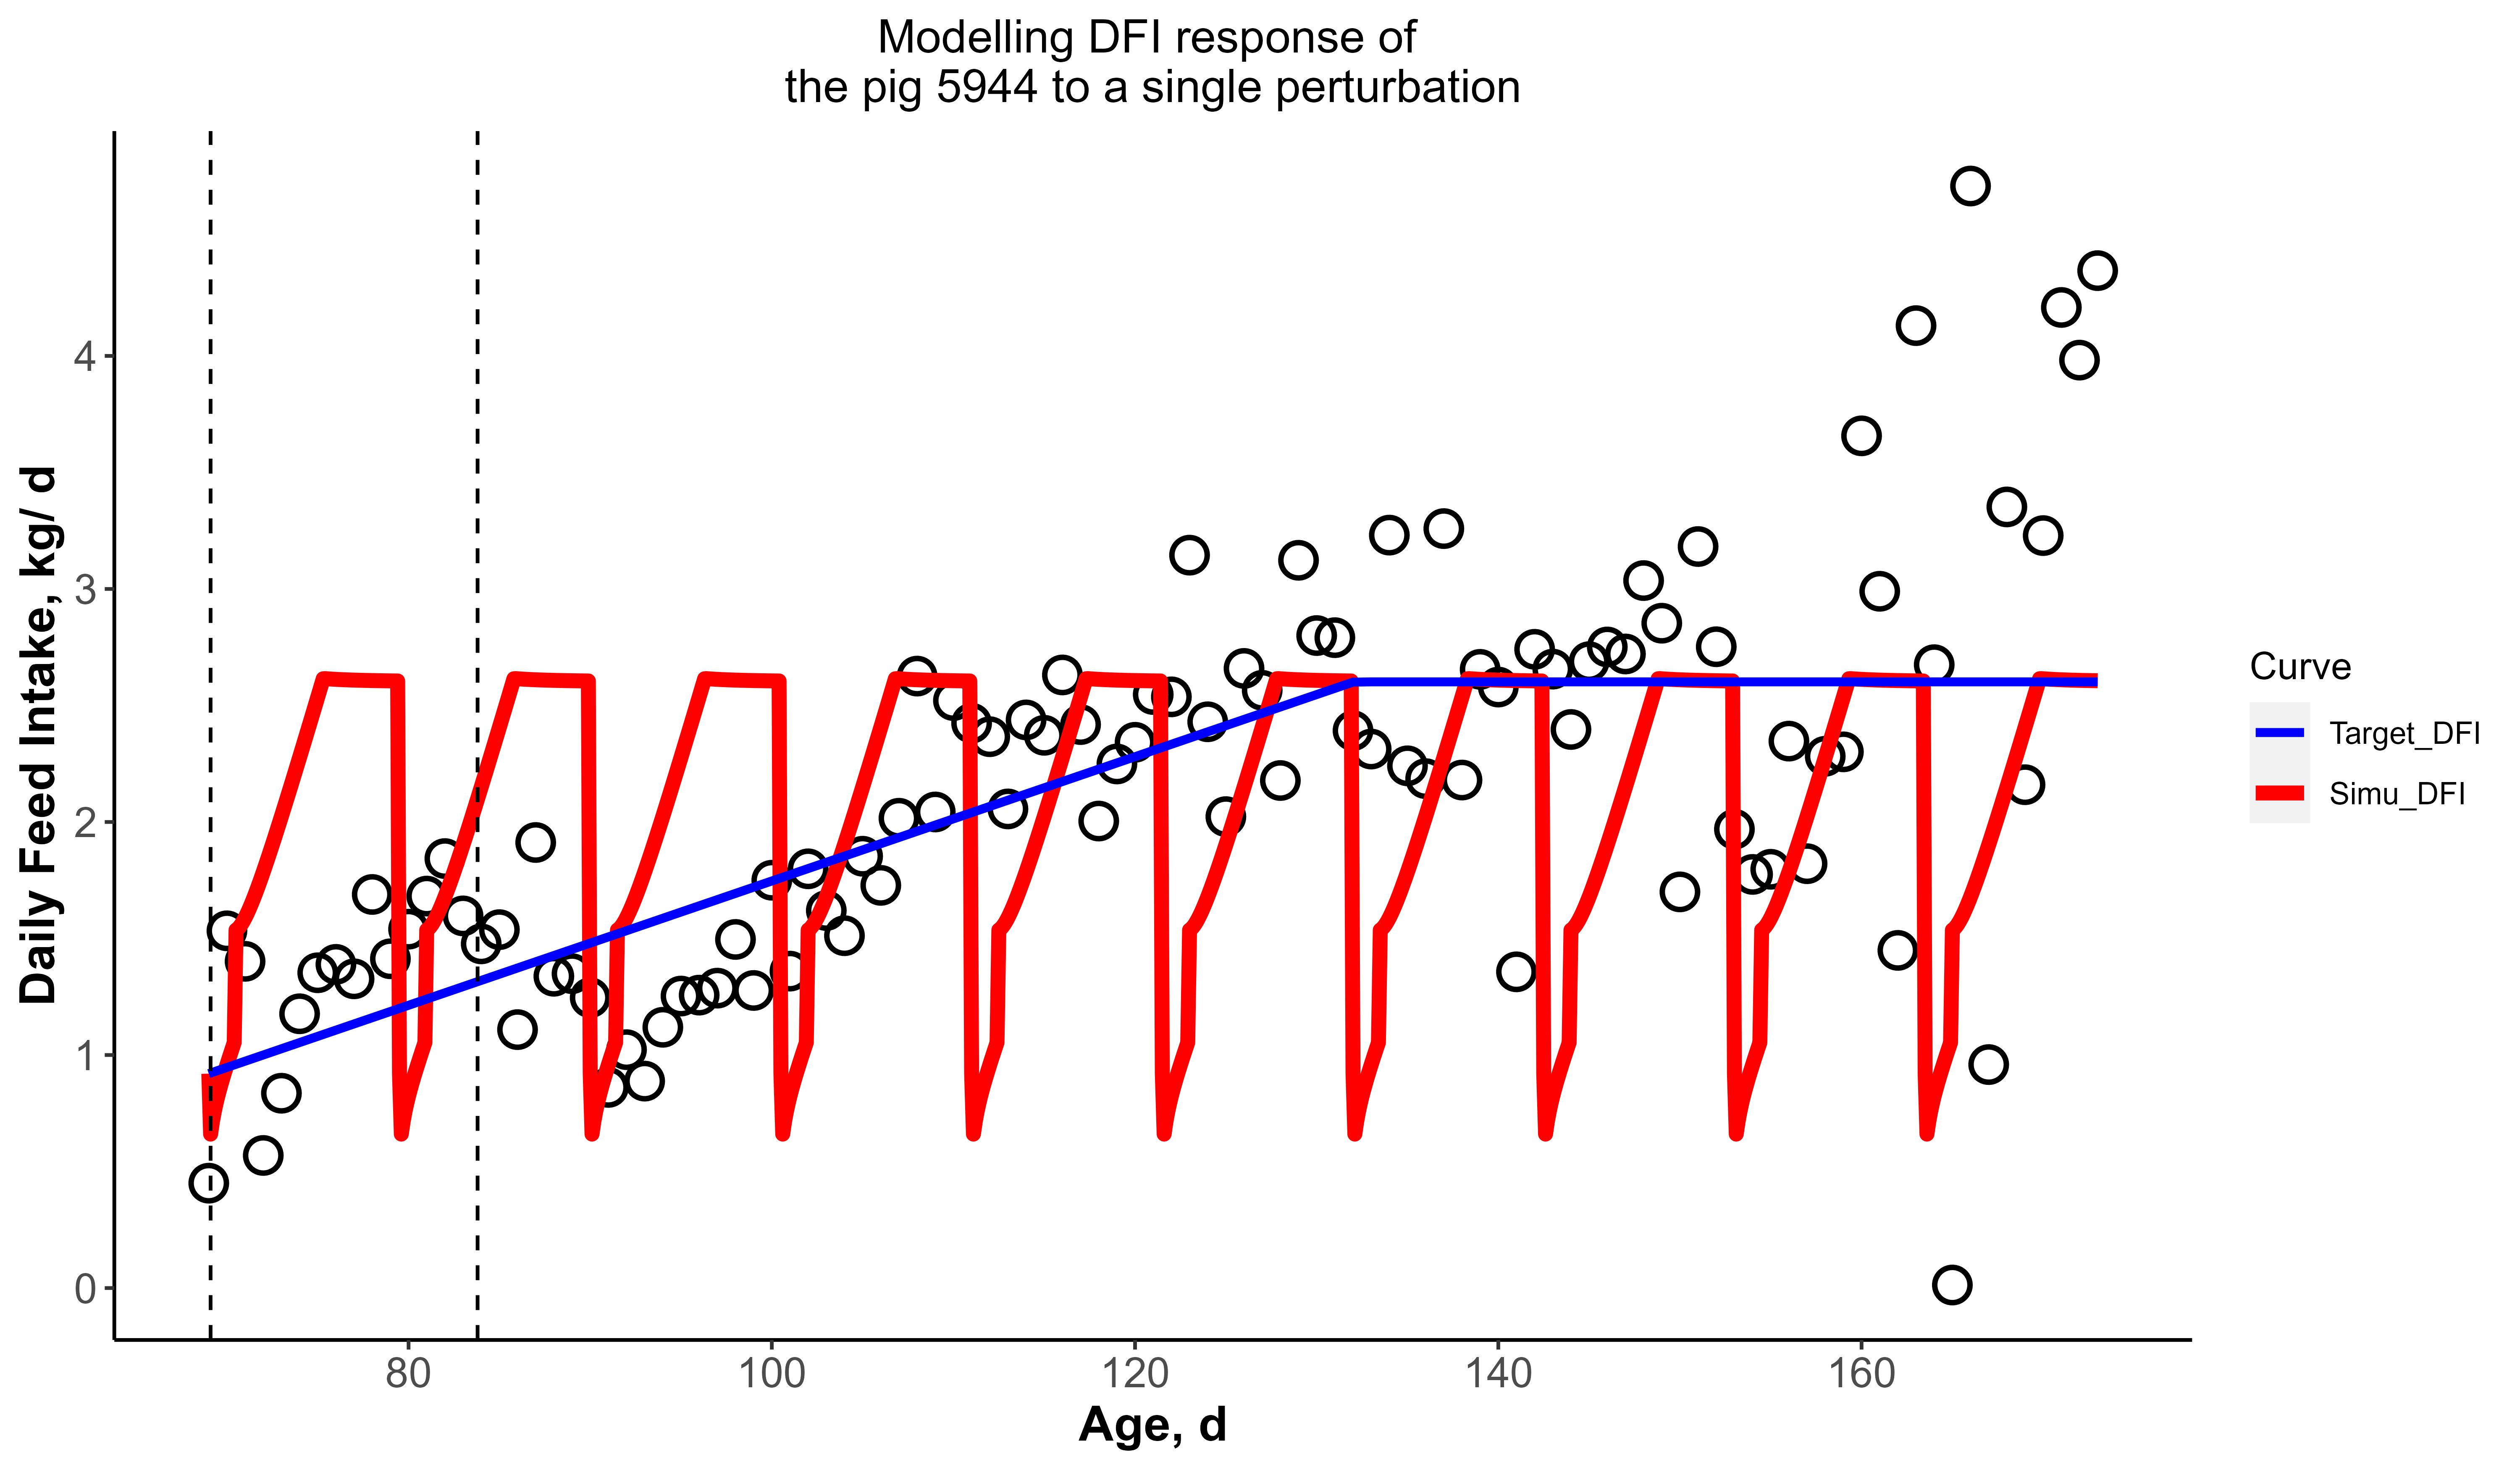 Modelling DFI response of
the pig 5944 to a single perturbation
Daily Feed Intake, kg/ d
4
3
2
1
0
80 100 120 140 160
Age, d
Curve
Target_DFI
Simu_DFI